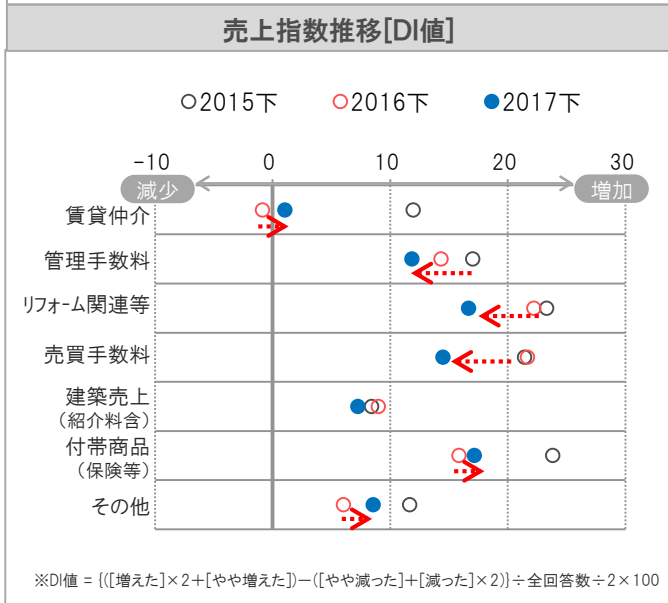 売上指数推移[DI値]
○2015下 ○2016下 ●2017下
-10 0 10 20 30
減少 増加
賃貸仲介
管理手数料
リフォーム関連等
売買手数料
建築売上
（紹介料含）
付帯商品
（保険等）
その他
※DI値 = {([増えた]×2+[やや増えた])－([やや減った]+[減った]×2)}÷全回答数÷2×100